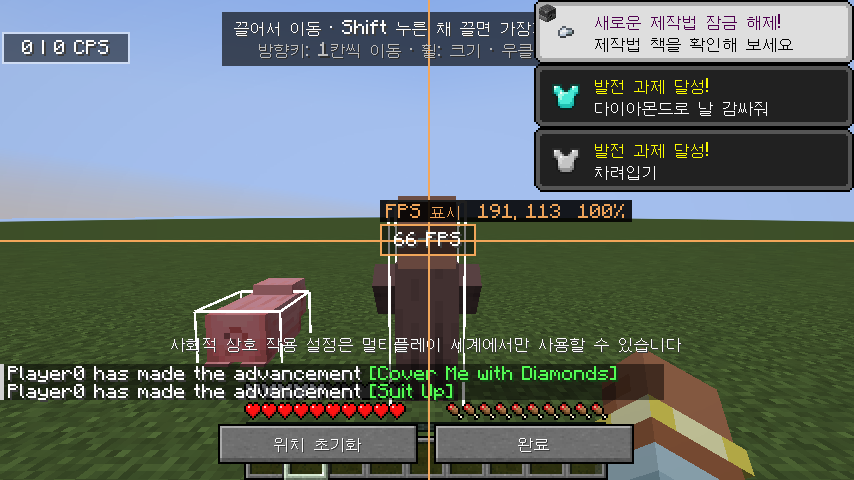 0 | 0 CPS
끌어서 이동 · Shift 누른 채 끌면 가장
방향키: 1칸씩 이동 · 휠: 크기 · 우클
새로운 제작법 잠금 해제!
제작법 책을 확인해 보세요
발전 과제 달성!
다이아몬드로 날 감싸줘
발전 과제 달성!
차려입기
FPS 표시 191, 113 100%
66 FPS
사회적 상호 작용 설정은 멀티플레이 세계에서만 사용할 수 있습니다
Player0 has made the advancement [Cover Me with Diamonds]
Player0 has made the advancement [Suit Up]
위치 초기화
완료